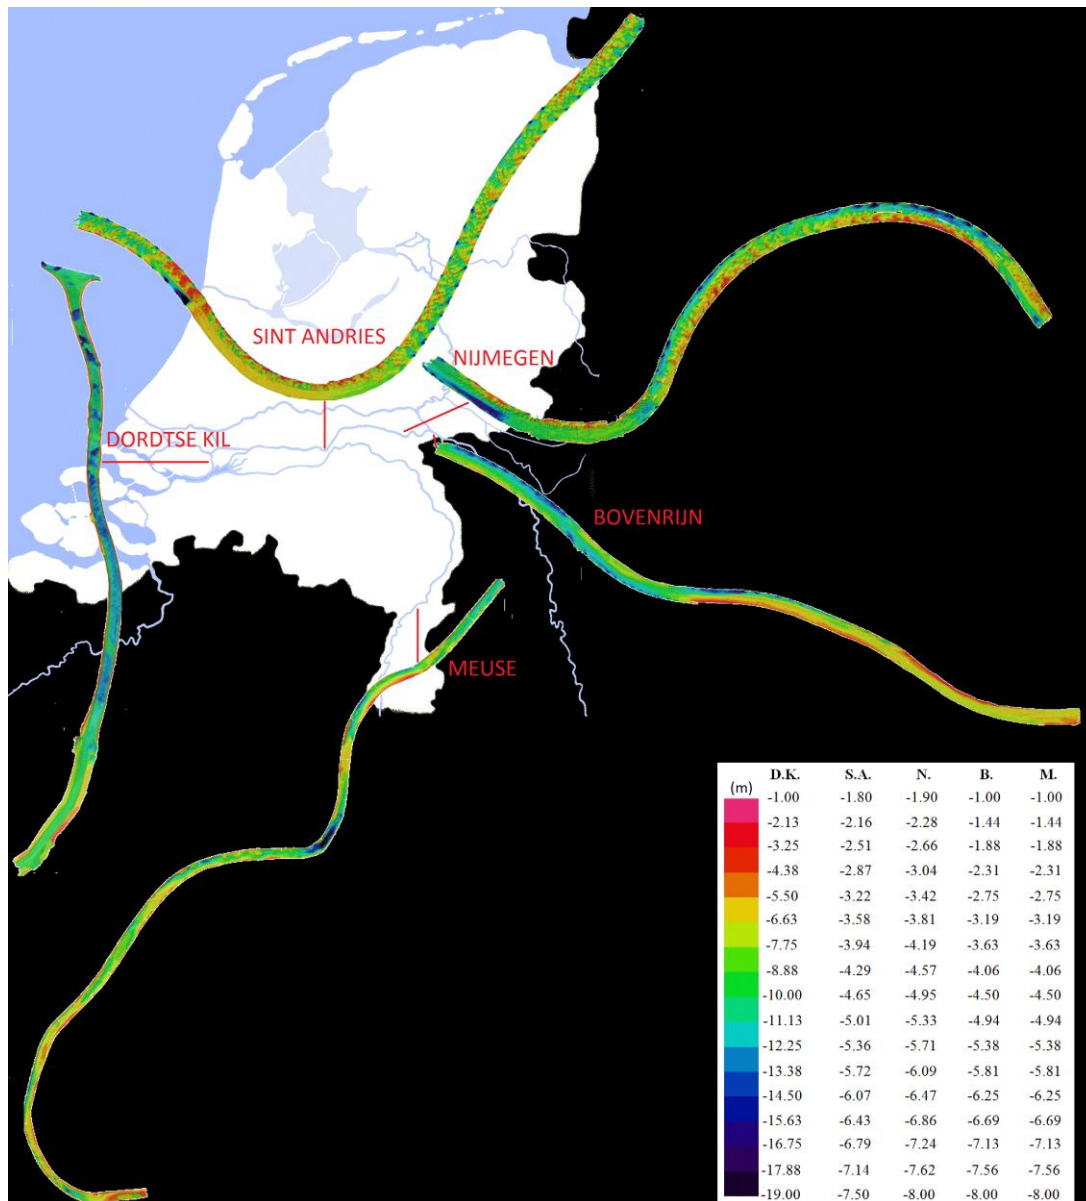 SINT ANDRIES
NIJMEGEN
DORDTSE KIL
BOVENRIJN
MEUSE
(m) D.K. S.A. N. B. M.
-1.00 -1.80 -1.90 -1.00 -1.00
-2.13 -2.16 -2.28 -1.44 -1.44
-3.25 -2.51 -2.66 -1.88 -1.88
-4.38 -2.87 -3.04 -2.31 -2.31
-5.50 -3.22 -3.42 -2.75 -2.75
-6.63 -3.58 -3.81 -3.19 -3.19
-7.75 -3.94 -4.19 -3.63 -3.63
-8.88 -4.29 -4.57 -4.06 -4.06
-10.00 -4.65 -4.95 -4.50 -4.50
-11.13 -5.01 -5.33 -4.94 -4.94
-12.25 -5.36 -5.71 -5.38 -5.38
-13.38 -5.72 -6.09 -5.81 -5.81
-14.50 -6.07 -6.47 -6.25 -6.25
-15.63 -6.43 -6.86 -6.69 -6.69
-16.75 -6.79 -7.24 -7.13 -7.13
-17.88 -7.14 -7.62 -7.56 -7.56
-19.00 -7.50 -8.00 -8.00 -8.00